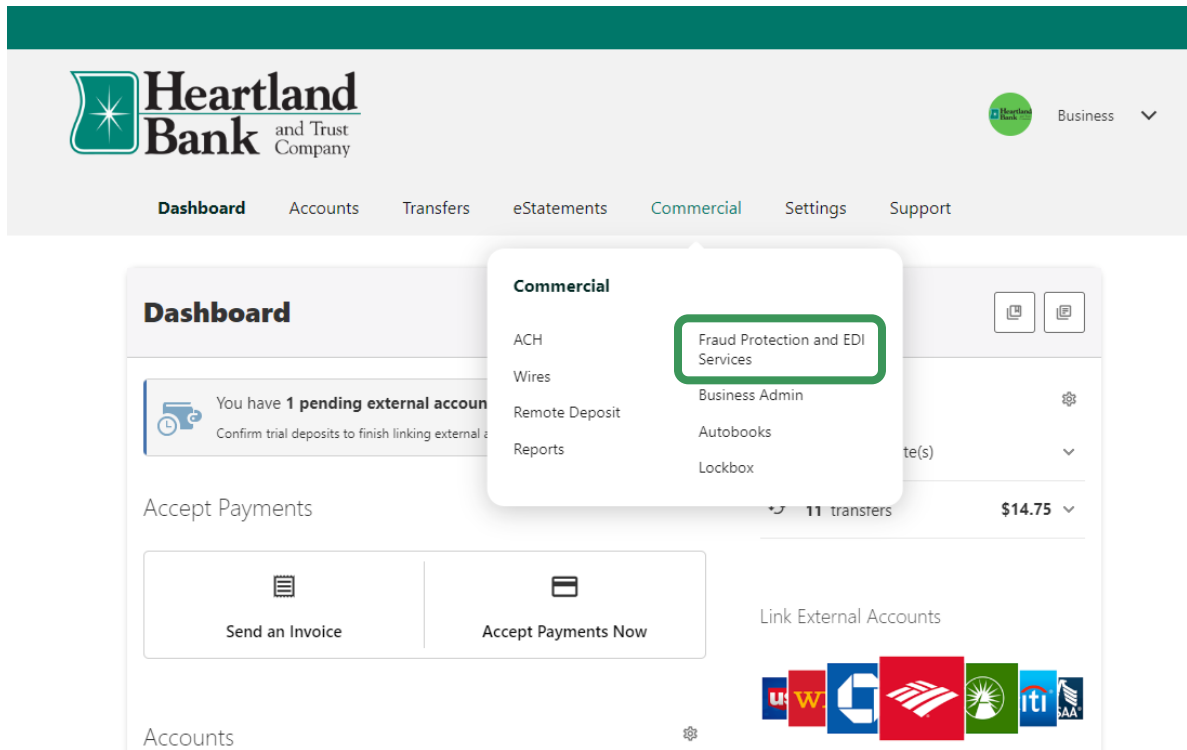 Heartland
Bank and Trust
Company
Business
Dashboard Accounts Transfers eStatements Commercial Settings Support
Commercial
ACH
Wires
Remote Deposit
Reports
Fraud Protection and EDI
Services
Business Admin
Autobooks
Lockbox
Dashboard
You have 1 pending external accoun
Confirm trial deposits to finish linking external a
te(s)
11 transfers $14.75
Accept Payments
Send an Invoice
Accept Payments Now
Link External Accounts
us W citi SAA
Accounts